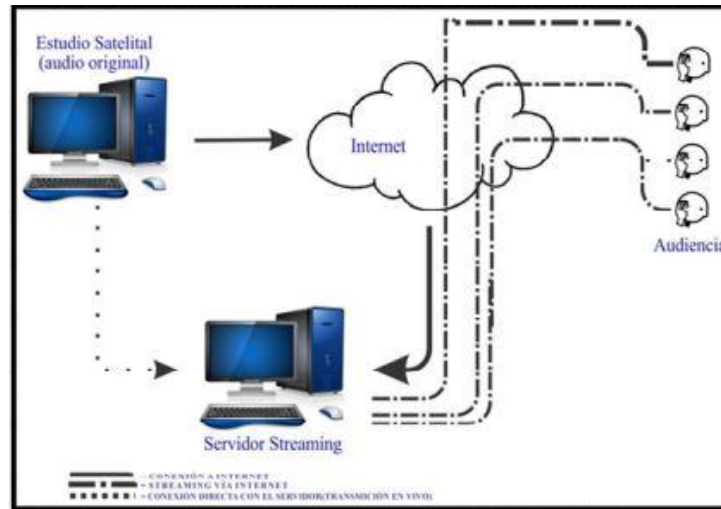 Estudio Satelital
(audio original)
Internet
Audiencia
Servidor Streaming
= CONEXIÓN A INTERNET
= STREAMING VÍA INTERNET
= CONEXIÓN DIRECTA CON EL SERVIDOR(TRANSMICIÓN EN VIVO)